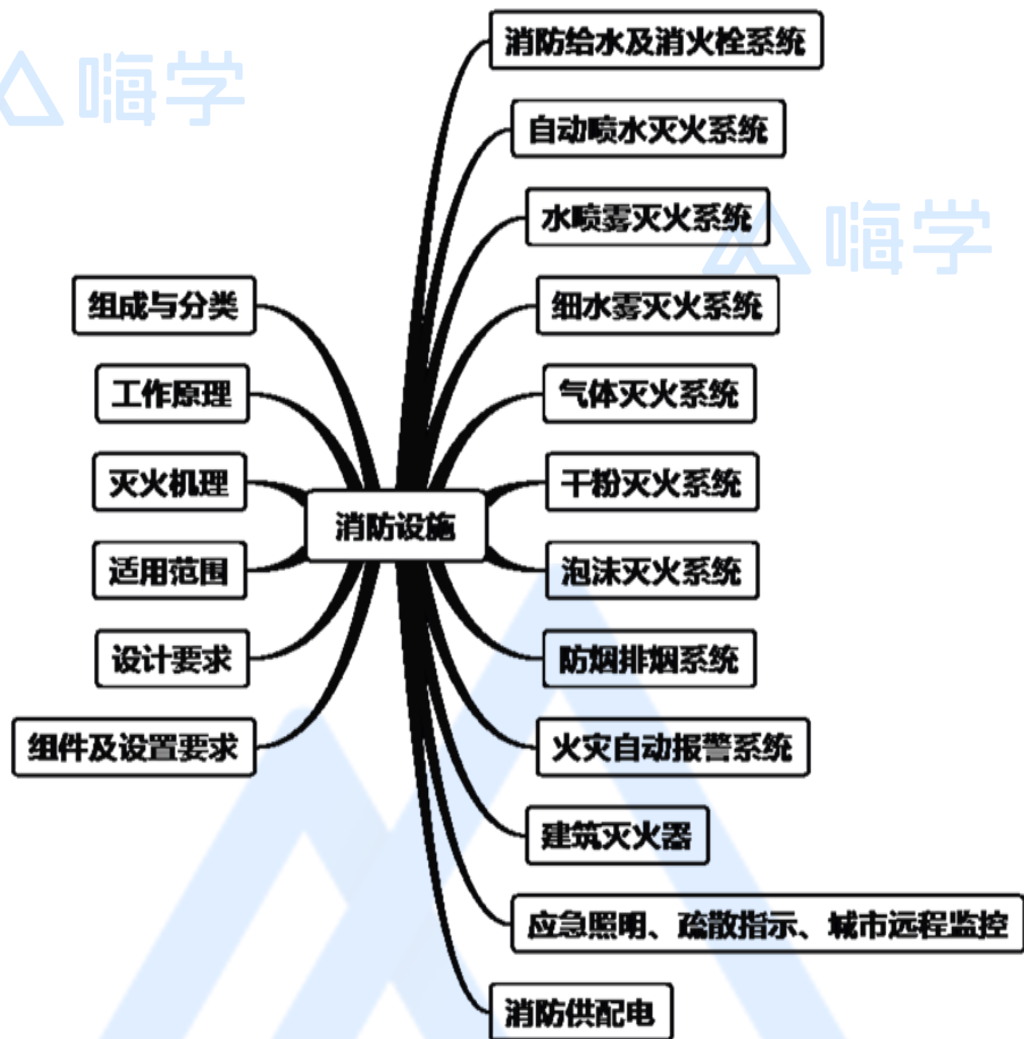 嗨学
嗨学
组成与分类
工作原理
灭火机理
适用范围
设计要求
组件及设置要求
消防设施
消防给水及消火栓系统
自动喷水灭火系统
水喷雾灭火系统
细水雾灭火系统
气体灭火系统
干粉灭火系统
泡沫灭火系统
防烟排烟系统
火灾自动报警系统
建筑灭火器
应急照明、疏散指示、城市远程监控
消防供配电